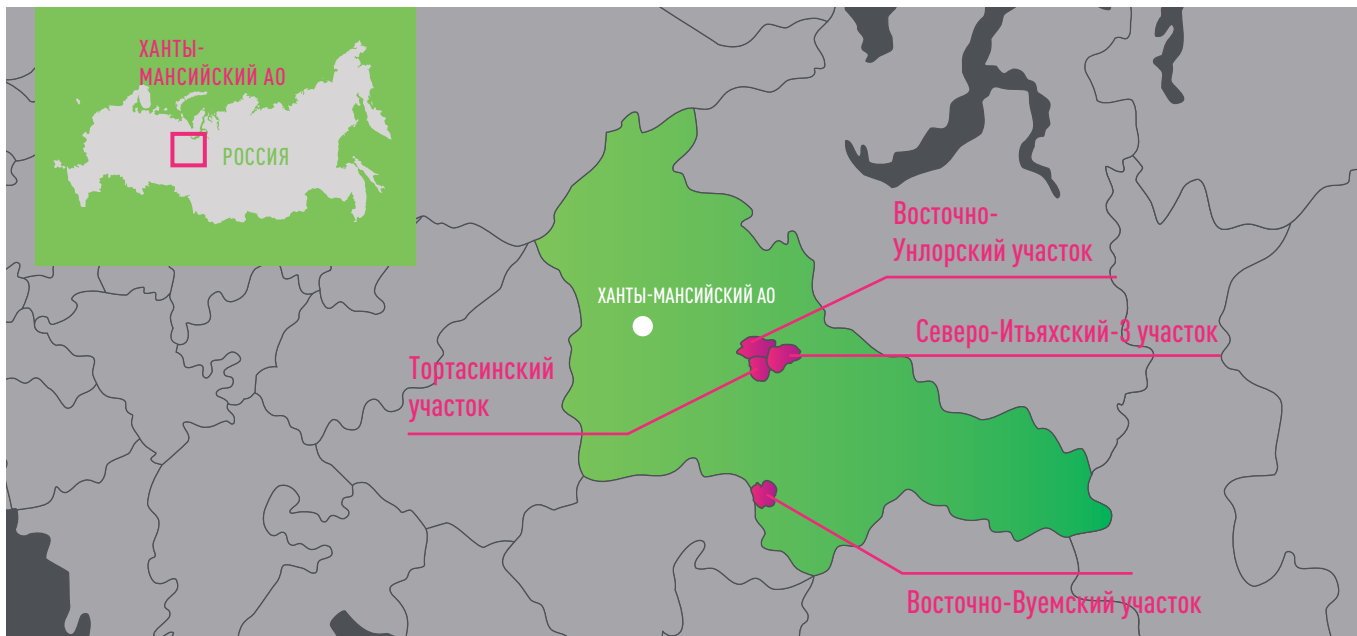 ХАНТЫ-
МАНСИЙСКИЙ АО
РОССИЯ
Восточно-
Унлорский участок
ХАНТЫ-МАНСИЙСКИЙ АО
Северо-Итьяхский-3 участок
Тортасинский
участок
Восточно-Вуемский участок